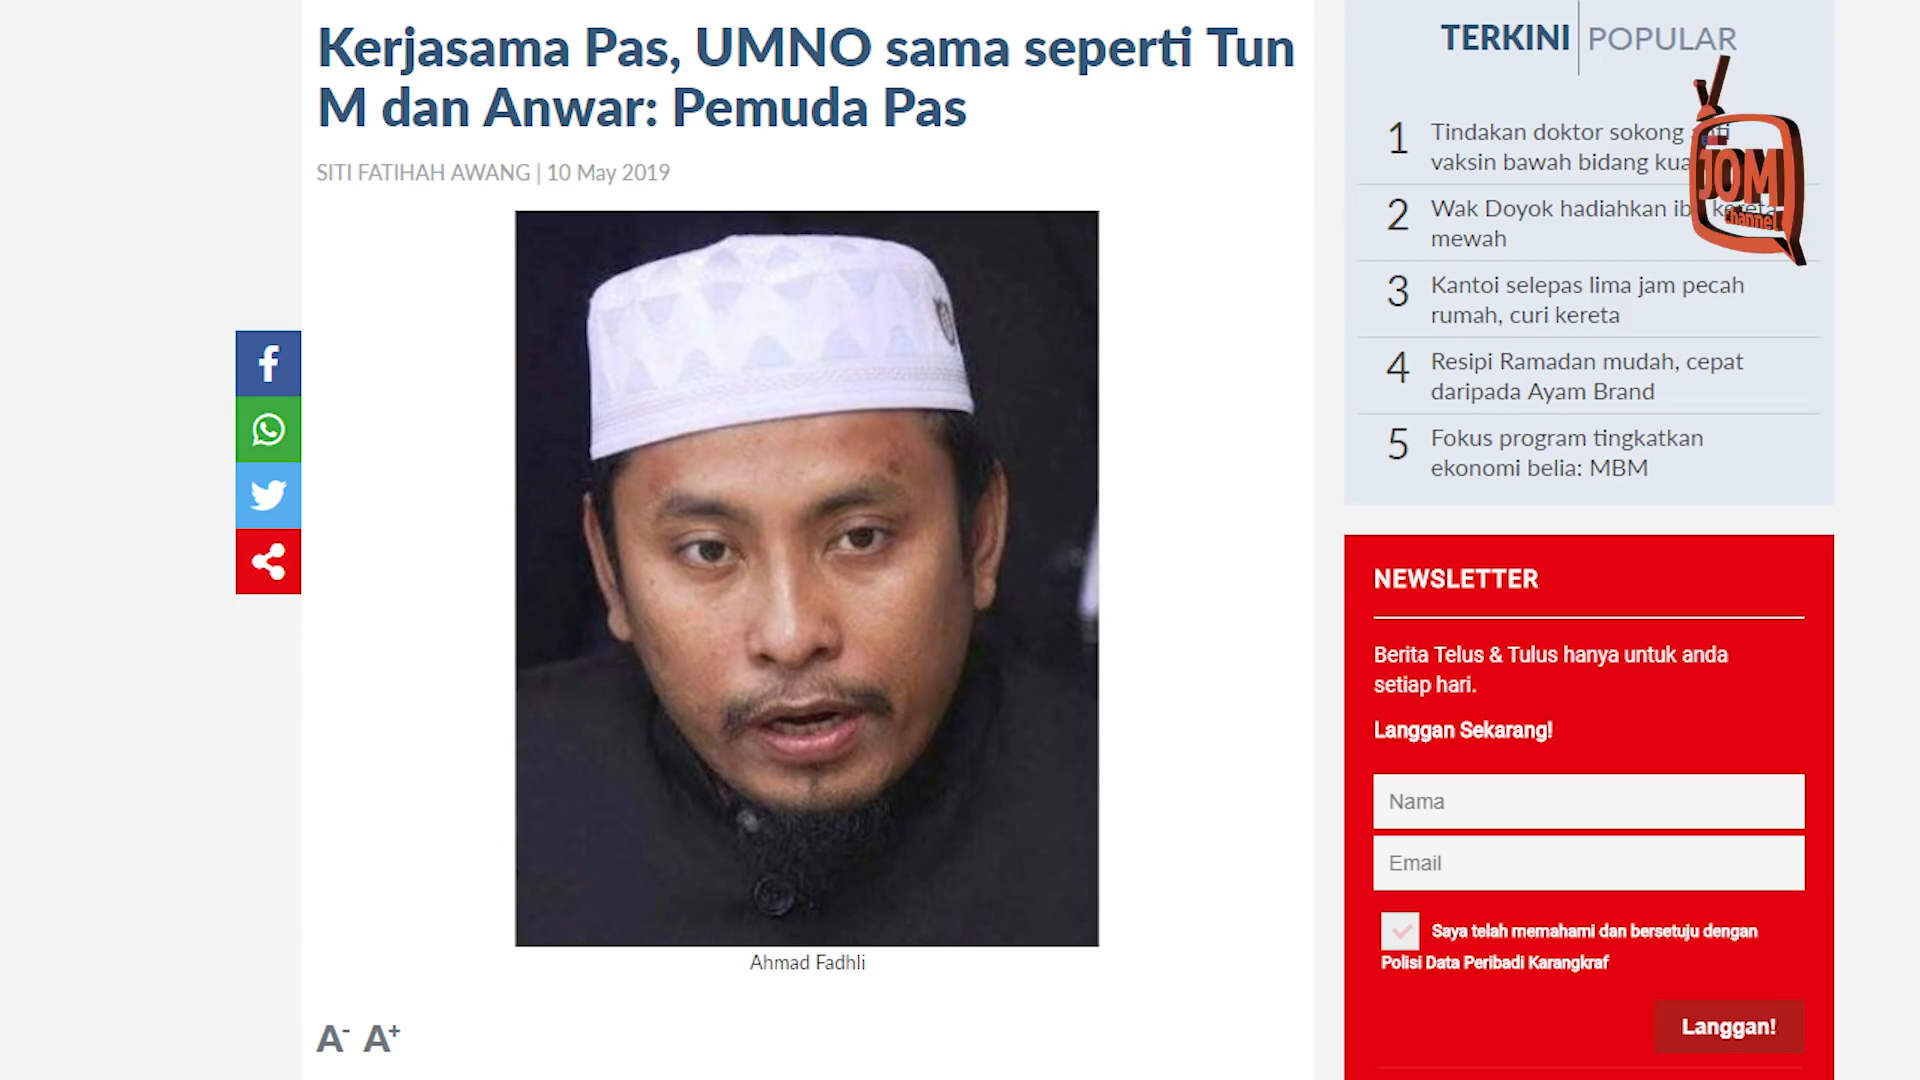 Kerjasama Pas, UMNO sama seperti Tun
M dan Anwar: Pemuda Pas
SITI FATIHAH AWANG | 10 May 2019
Ahmad Fadhli
A- A+
TERKINI POPULAR
1 Tindakan doktor sokong anti
vaksin bawah bidang
2 Wak Doyok hadiahkan kereta
mewah
3 Kantoi selepas lima jam pecah
rumah, curi kereta
4 Resipi Ramadan mudah, cepat
daripada Ayam Brand
5 Fokus program tingkatkan
ekonomi belia: MBM
JOM
channel
NEWSLETTER
Berita Telus & Tulus hanya untuk anda
setiap hari.
Langgan Sekarang!
Nama
Email
Saya telah memahami dan bersetuju dengan
Polisi Data Peribadi Karangkraf
Langgan!